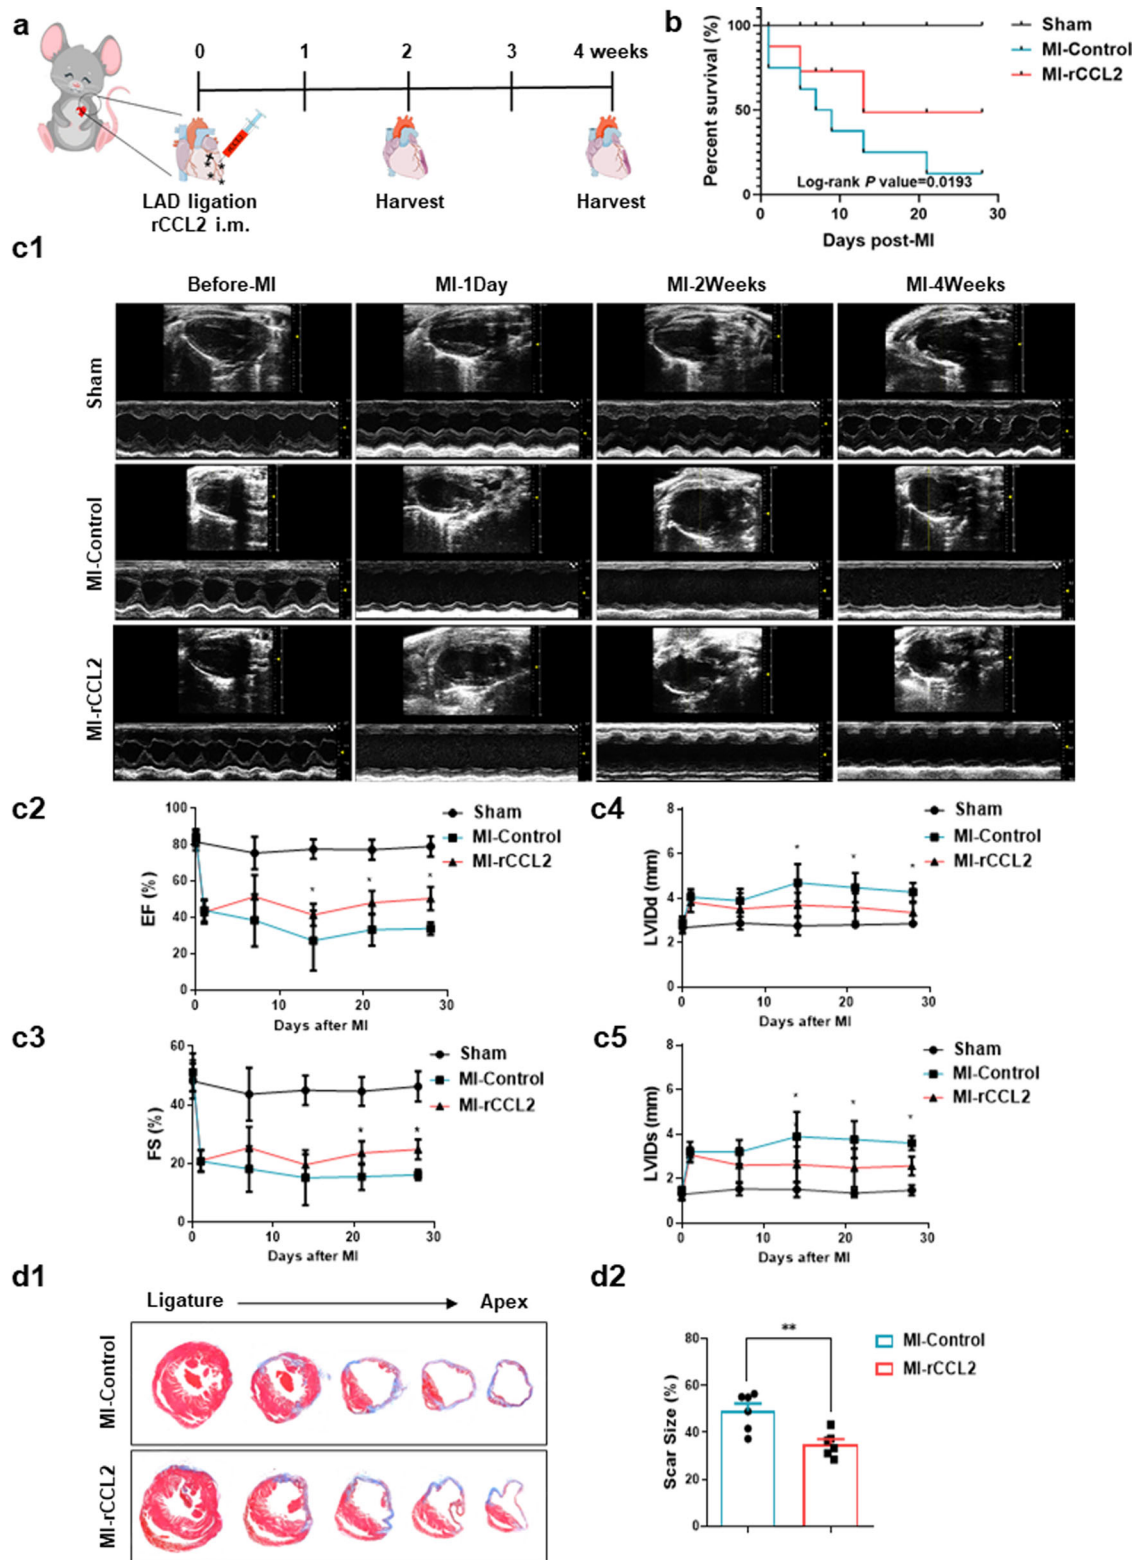 a
0 1 2 3 4 weeks
LAD ligation
rCCL2 i.m.
Harvest
Harvest
b
Percent survival (%)
100
50
0
0 10 20 30
Days post-MI
Log-rank P value=0.0193
Sham
MI-Control
MI-rCCL2
c1
Before-MI MI-1Day MI-2Weeks MI-4Weeks
Sham
MI-Control
MI-rCCL2
c2
EF (%)
100
80
60
40
20
0
0 10 20 30
Days after MI
Sham
MI-Control
MI-rCCL2
* * *
c4
LVIDd (mm)
8
6
4
2
0
0 10 20 30
Days after MI
Sham
MI-Control
MI-rCCL2
* * *
c3
FS (%)
60
40
20
0
0 10 20 30
Days after MI
Sham
MI-Control
MI-rCCL2
* *
c5
LVIDs (mm)
8
6
4
2
0
0 10 20 30
Days after MI
Sham
MI-Control
MI-rCCL2
* * *
d1
Ligature Apex
MI-Control
MI-rCCL2
d2
Scar Size (%)
80
60
40
20
0
**
MI-Control
MI-rCCL2